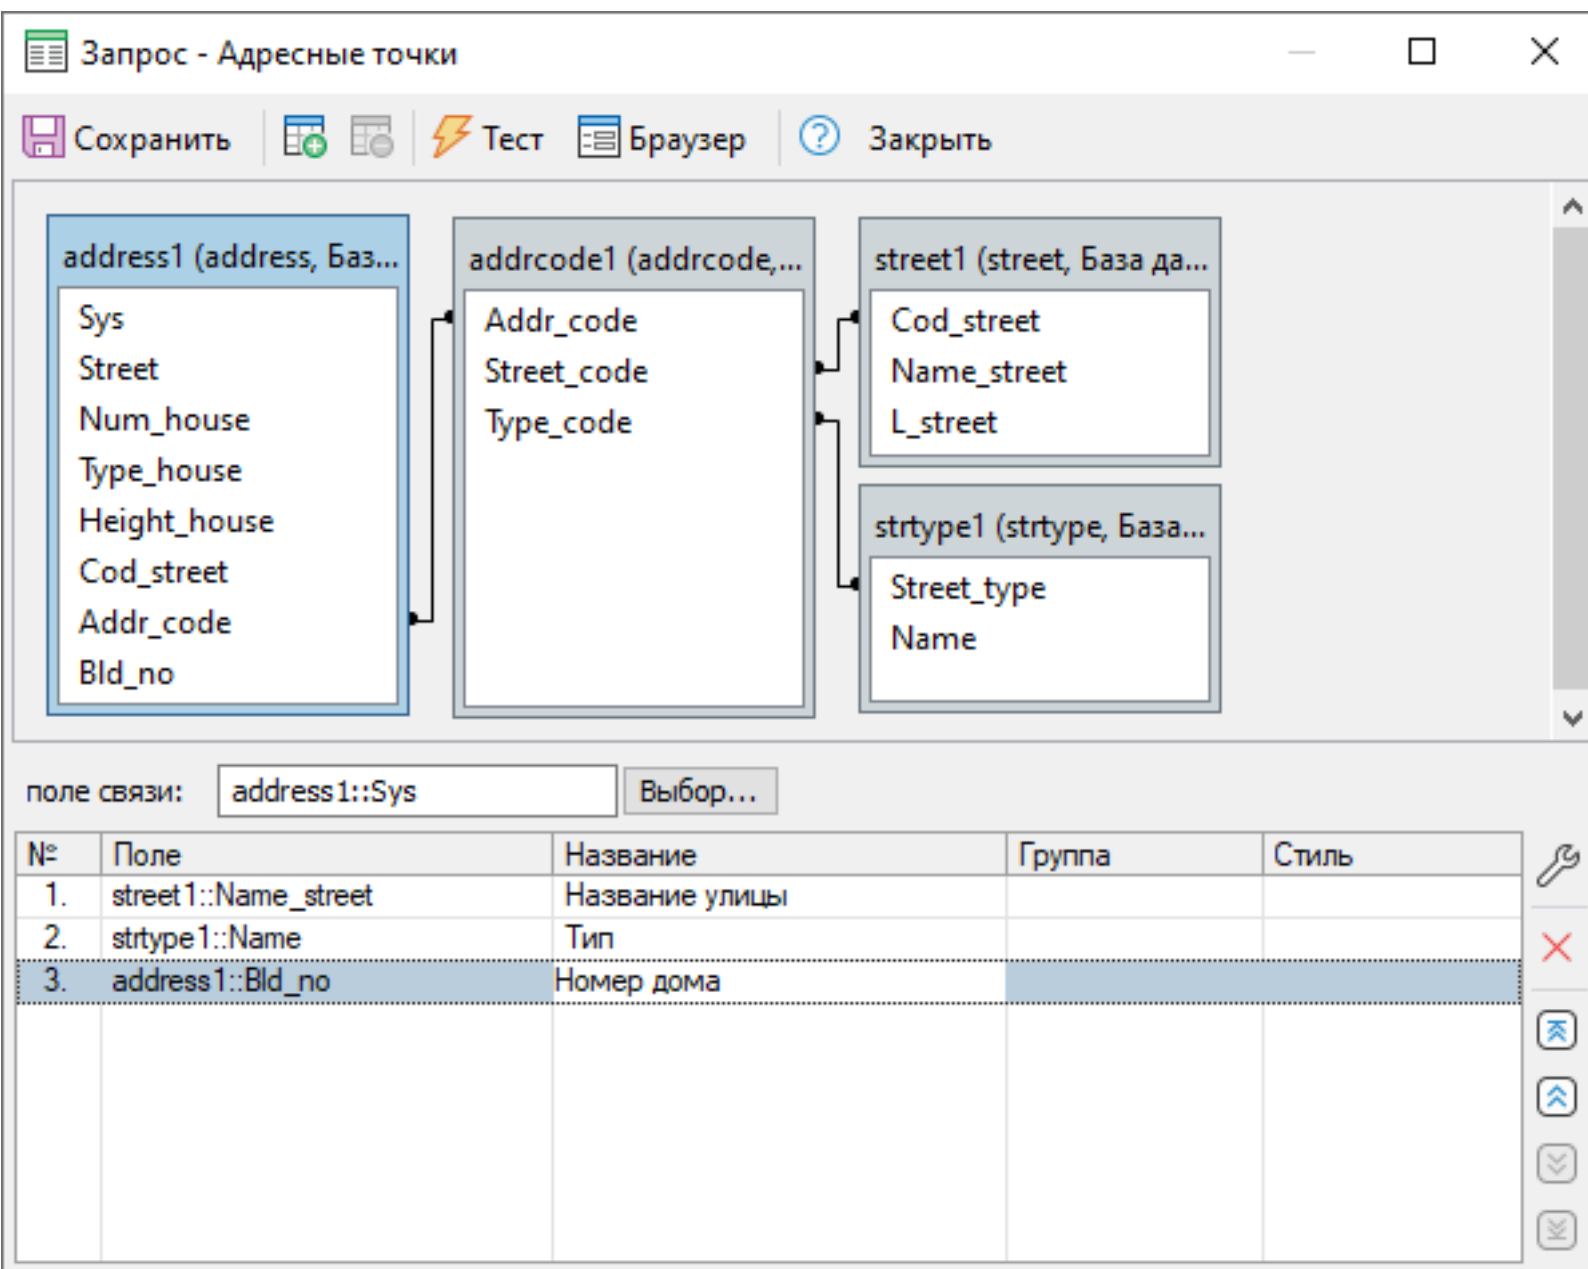 Запрос - Адресные точки
Сохранить Тест Браузер ? Закрыть
address1 (address, Баз...
Sys
Street
Num_house
Type_house
Height_house
Cod_street
Addr_code
Bld_no
addrcode1 (addrcode,...
Addr_code
Street_code
Type_code
street1 (street, База да...
Cod_street
Name_street
L_street
strtype1 (strtype, База...
Street_type
Name
поле связи: address1::Sys Выбор...
№ Поле Название Группа Стиль
1. street1::Name_street Название улицы
2. strtype1::Name Тип
3. address1::Bld_no Номер дома